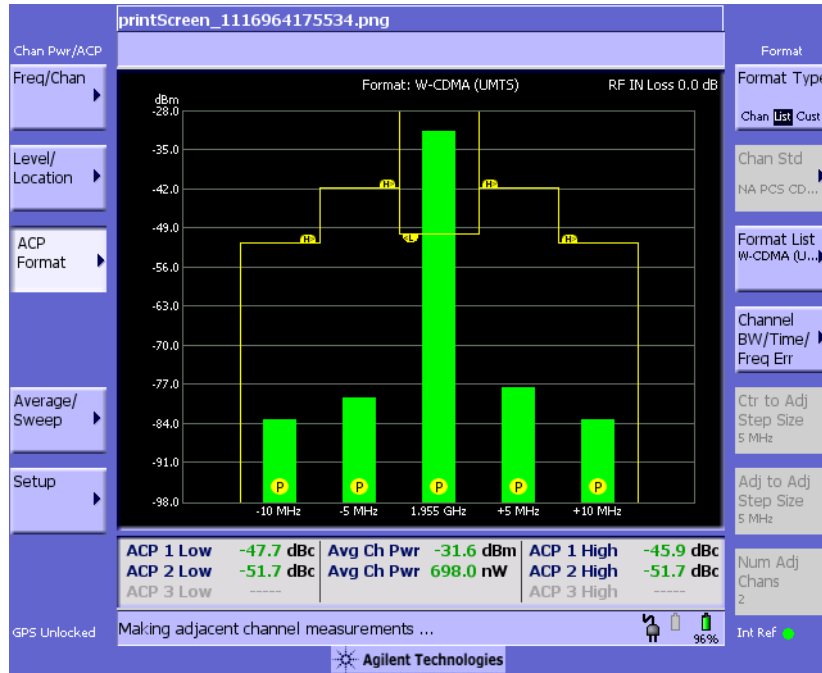 printScreen_1116964175534.png
Chan Pwr/ACP
Format
Freq/Chan
Level/
Location
ACP
Format
Average/
Sweep
Setup
GPS Unlocked
Format: W-CDMA (UMTS)
RF IN Loss 0.0 dB
dBm
-28.0
-35.0
-42.0
-49.0
-56.0
-63.0
-70.0
-77.0
-84.0
-91.0
-98.0
H>
H>
H>
L
H>
P
P
P
P
P
-10 MHz
-5 MHz
1.955 GHz
+5 MHz
+10 MHz
ACP 1 Low -47.7 dBc Avg Ch Pwr -31.6 dBm ACP 1 High -45.9 dBc
ACP 2 Low -51.7 dBc Avg Ch Pwr 698.0 nW ACP 2 High -51.7 dBc
ACP 3 Low ----- ACP 3 High -----
Making adjacent channel measurements ...
96%
Agilent Technologies
Format Type
Chan List Cust
Chan Std
NA PCS CD...
Format List
W-CDMA (U...
Channel
BW/Time/
Freq Err
Ctr to Adj
Step Size
5 MHz
Adj to Adj
Step Size
5 MHz
Num Adj
Chans
2
Int Ref